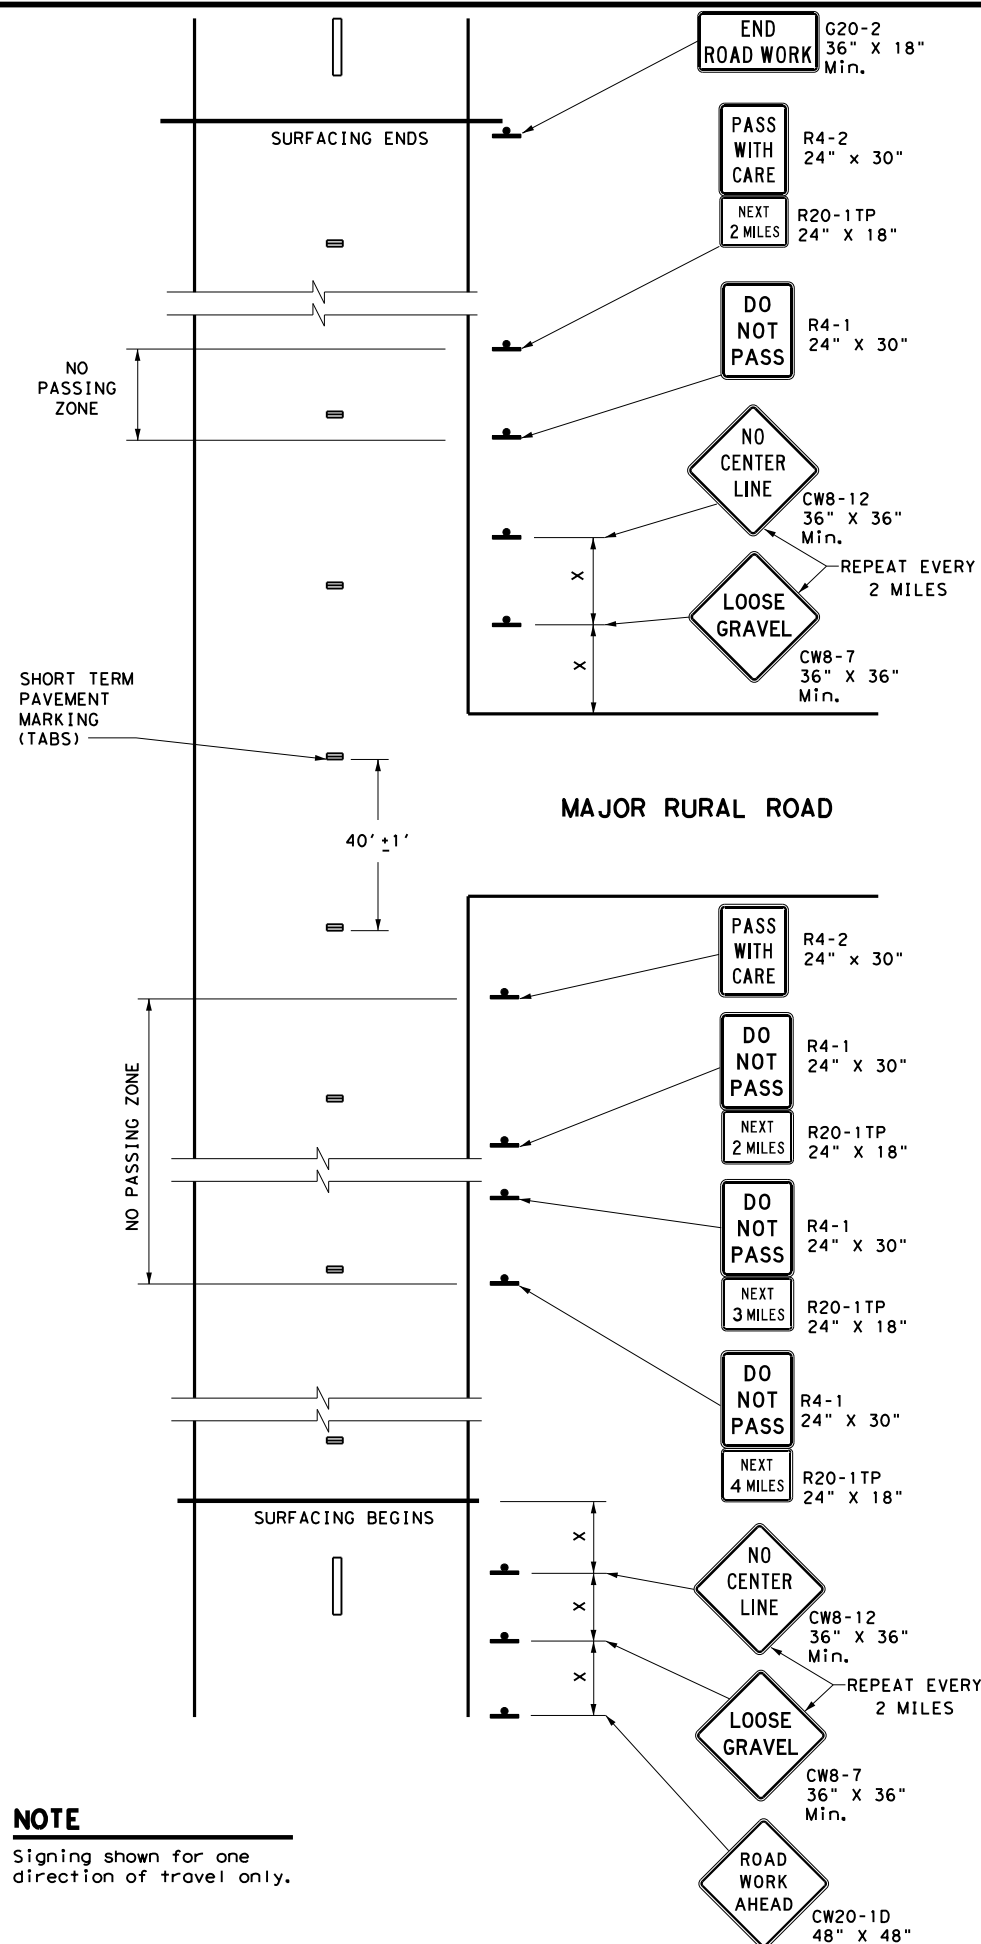 END
ROAD WORK
G20-2
36" X 18"
Min.
SURFACING ENDS
PASS
WITH
CARE
R4-2
24" x 30"
NEXT
2 MILES
R20-1TP
24" X 18"
DO
NOT
PASS
R4-1
24" X 30"
NO
PASSING
ZONE
NO
CENTER
LINE
CW8-12
36" X 36"
Min.
REPEAT EVERY
2 MILES
X
LOOSE
GRAVEL
CW8-7
36" X 36"
Min.
X
SHORT TERM
PAVEMENT
MARKING
(TABS)
40' ±1'
MAJOR RURAL ROAD
PASS
WITH
CARE
R4-2
24" x 30"
DO
NOT
PASS
R4-1
24" X 30"
NEXT
2 MILES
R20-1TP
24" X 18"
NO PASSING ZONE
DO
NOT
PASS
R4-1
24" X 30"
NEXT
3 MILES
R20-1TP
24" X 18"
DO
NOT
PASS
R4-1
24" X 30"
NEXT
4 MILES
R20-1TP
24" X 18"
SURFACING BEGINS
X
NO
CENTER
LINE
CW8-12
36" X 36"
Min.
X
REPEAT EVERY
2 MILES
X
LOOSE
GRAVEL
CW8-7
36" X 36"
Min.
NOTE
Signing shown for one
direction of travel only.
ROAD
WORK
AHEAD
CW20-1D
48" X 48"